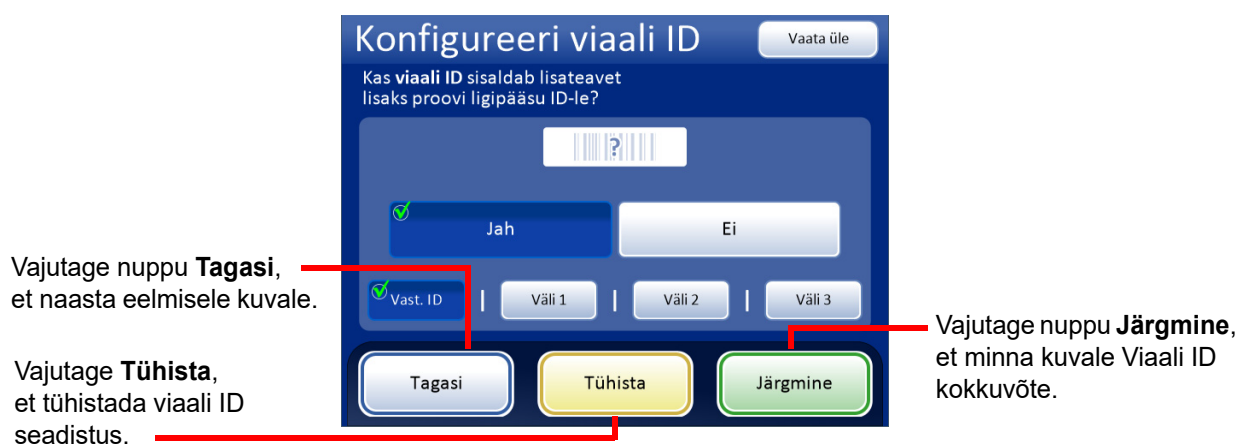 Konfigureeri viaali ID
Vaata üle
Kas viaali ID sisaldab lisateavet
lisaks proovi ligipääsu ID-le?
?
Jah
Ei
Vast. ID | Väli 1 | Väli 2 | Väli 3
Tagasi
Tühista
Järgmine
Vajutage nuppu Tagasi,
et naasta eelmisele kuvale.
Vajutage Tühista,
et tühistada viaali ID
seadistus.
Vajutage nuppu Järgmine,
et minna kuvale Viaali ID
kokkuvõte.